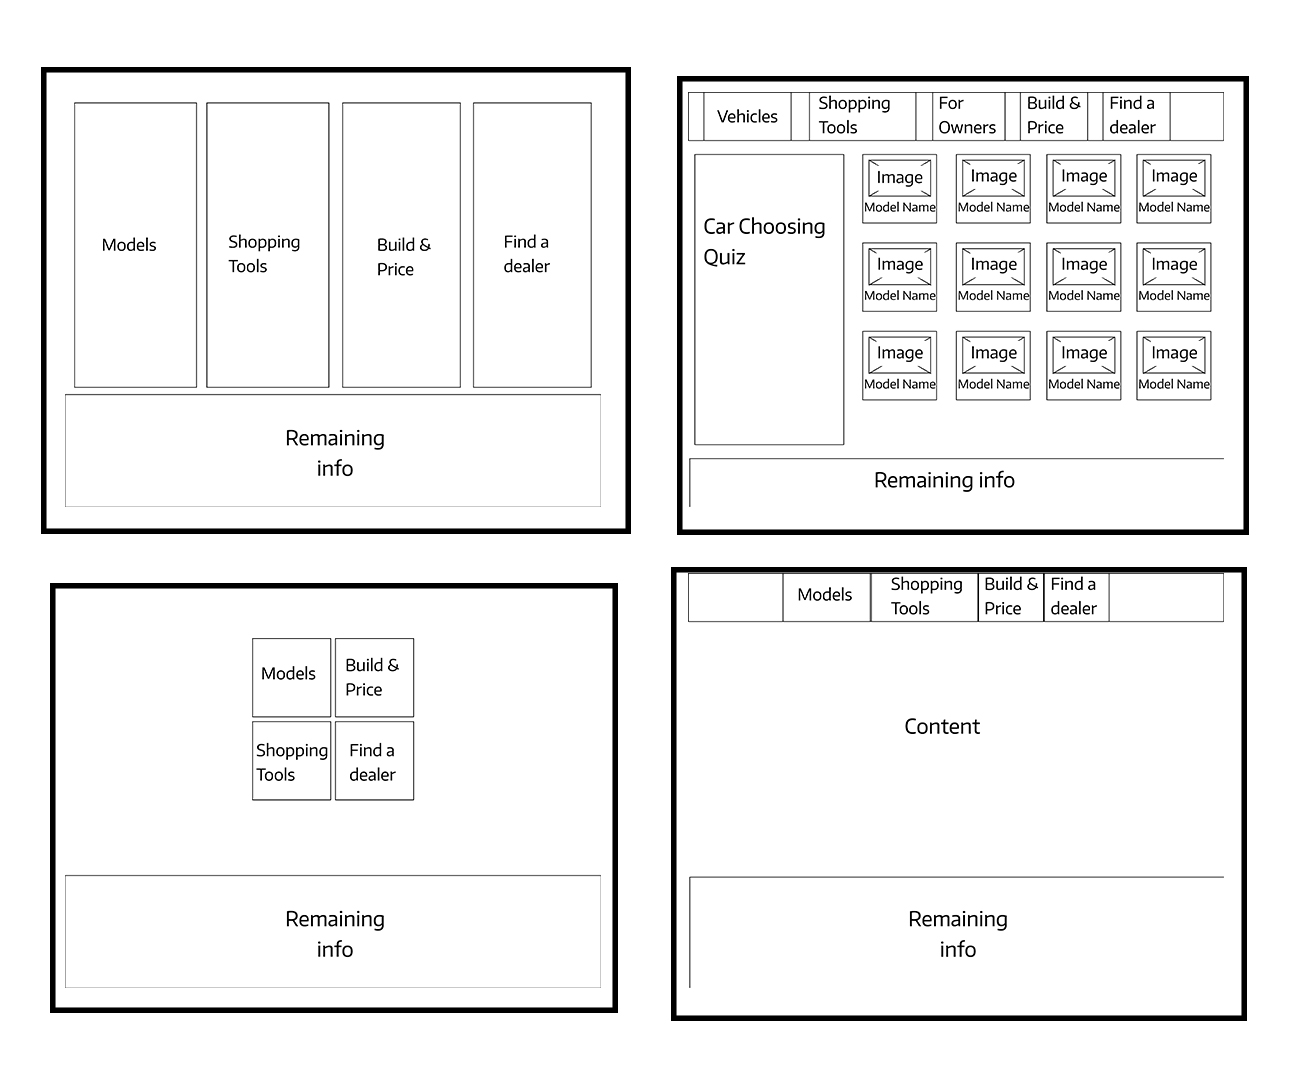 Models
Shopping
Tools
Build &
Price
Find a
dealer
Remaining
info
Vehicles
Shopping
Tools
For
Owners
Build &
Price
Find a
dealer
Car Choosing
Quiz
Image
Model Name
Image
Model Name
Image
Model Name
Image
Model Name
Image
Model Name
Image
Model Name
Image
Model Name
Image
Model Name
Image
Model Name
Image
Model Name
Image
Model Name
Image
Model Name
Remaining info
Models
Build &
Price
Shopping
Tools
Find a
dealer
Remaining
info
Models
Shopping
Tools
Build &
Price
Find a
dealer
Content
Remaining
info